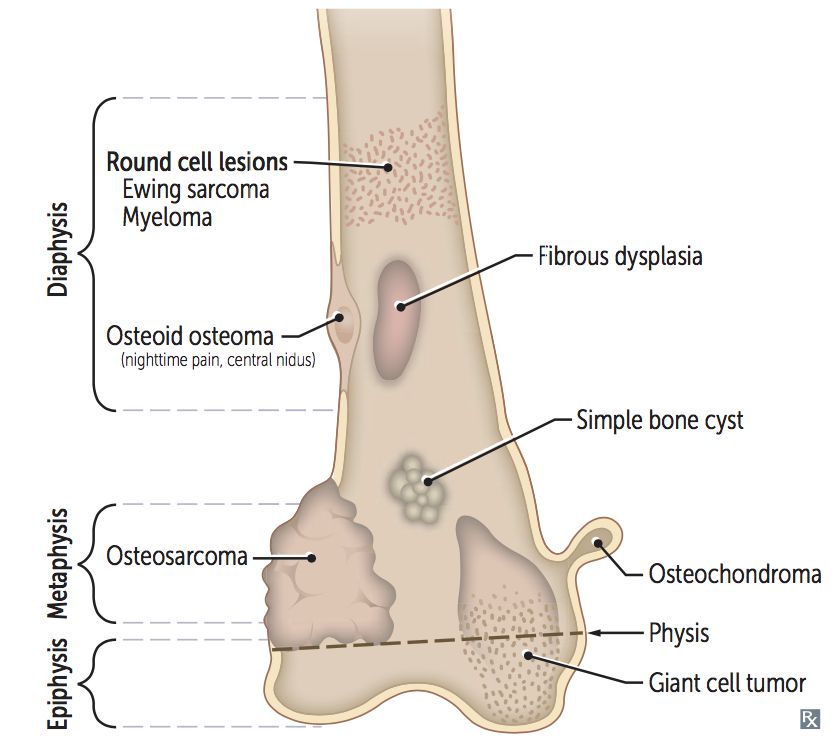 Diaphysis
Round cell lesions
Ewing sarcoma
Myeloma
Fibrous dysplasia
Osteoid osteoma
(nighttime pain, central nidus)
Simple bone cyst
Metaphysis
Osteosarcoma
Osteochondroma
Physis
Epiphysis
Giant cell tumor
℞